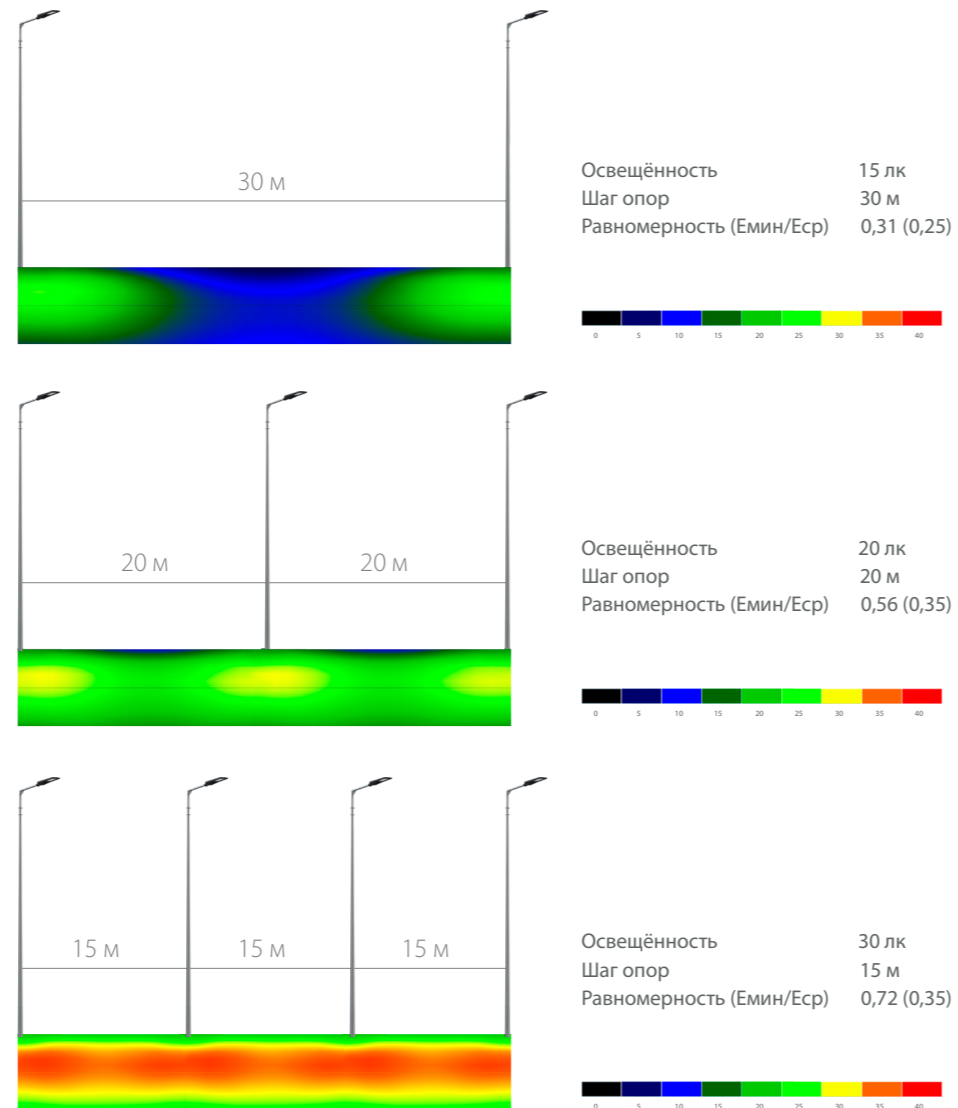 30 м
Освещённость 15 лк
Шаг опор 30 м
Равномерность (Емин/Еср) 0,31 (0,25)
0 5 10 15 20 25 30 35 40
20 м 20 м
Освещённость 20 лк
Шаг опор 20 м
Равномерность (Емин/Еср) 0,56 (0,35)
0 5 10 15 20 25 30 35 40
15 м 15 м 15 м
Освещённость 30 лк
Шаг опор 15 м
Равномерность (Емин/Еср) 0,72 (0,35)
0 5 10 15 20 25 30 35 40